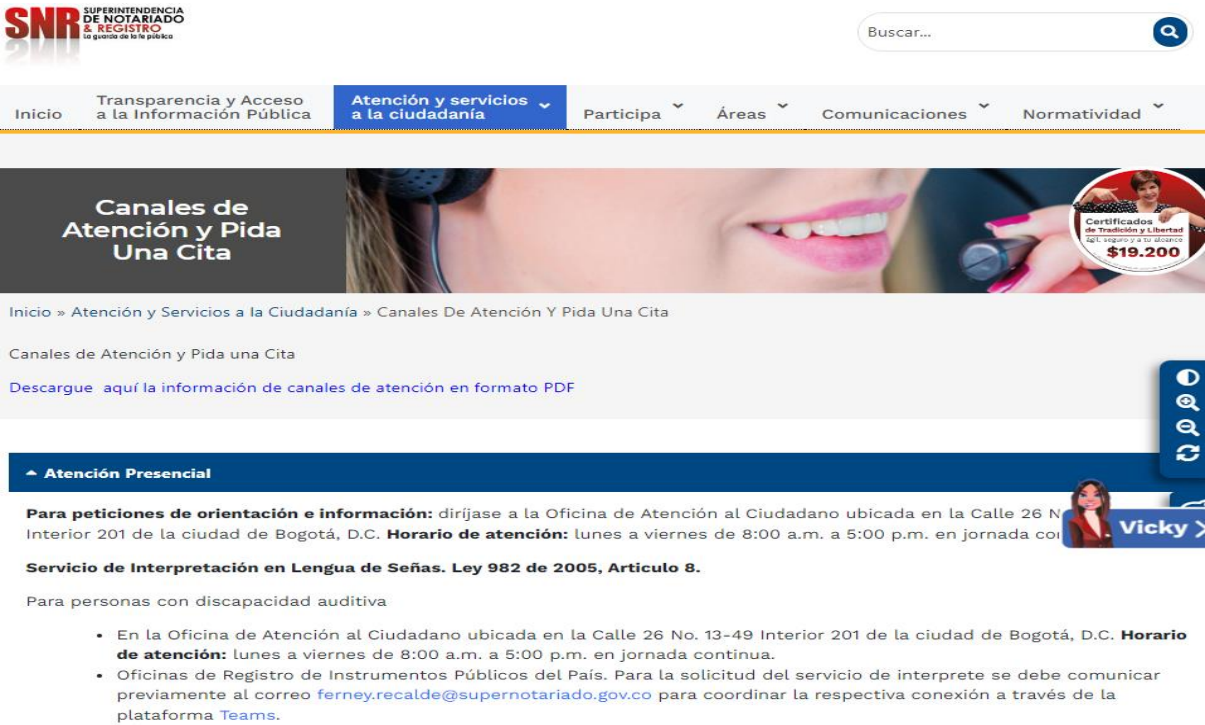 SNR
SUPERINTENDENCIA
DE NOTARIADO
& REGISTRO
La guarda de la fe pública
Buscar...
Inicio
Transparencia y Acceso
a la Información Pública
Atención y servicios
a la ciudadanía
Participa
Áreas
Comunicaciones
Normatividad
Canales de
Atención y Pida
Una Cita
Certificados
de Tradición y Libertad
ágil, seguro y a tu alcance
$19.200
Inicio » Atención y Servicios a la Ciudadanía » Canales De Atención Y Pida Una Cita
Canales de Atención y Pida una Cita
Descargue aquí la información de canales de atención en formato PDF
Atención Presencial
Para peticiones de orientación e información: diríjase a la Oficina de Atención al Ciudadano ubicada en la Calle 26 N
Interior 201 de la ciudad de Bogotá, D.C. Horario de atención: lunes a viernes de 8:00 a.m. a 5:00 p.m. en jornada co
Vicky
Servicio de Interpretación en Lengua de Señas. Ley 982 de 2005, Articulo 8.
Para personas con discapacidad auditiva
• En la Oficina de Atención al Ciudadano ubicada en la Calle 26 No. 13-49 Interior 201 de la ciudad de Bogotá, D.C. Horario
de atención: lunes a viernes de 8:00 a.m. a 5:00 p.m. en jornada continua.
• Oficinas de Registro de Instrumentos Públicos del País. Para la solicitud del servicio de interprete se debe comunicar
previamente al correo ferney.recalde@supernotariado.gov.co para coordinar la respectiva conexión a través de la
plataforma Teams.